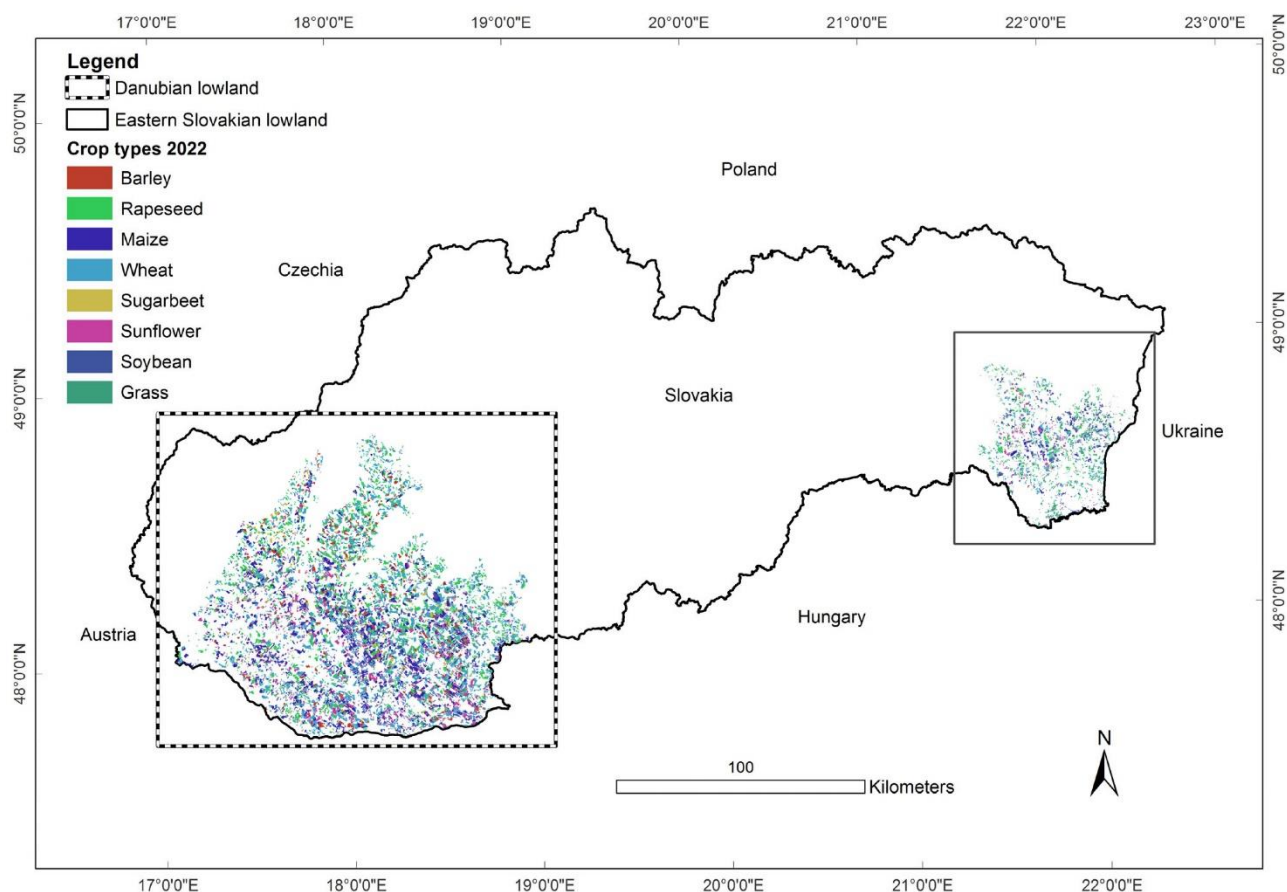 17°0'0"E 18°0'0"E 19°0'0"E 20°0'0"E 21°0'0"E 22°0'0"E 23°0'0"E
50°0'0"N
50°0'0"N
Legend
Danubian lowland
Eastern Slovakian lowland
Crop types 2022
Barley
Rapeseed
Maize
Wheat
Sugarbeet
Sunflower
Soybean
Grass
Poland
Czechia
49°0'0"N
49°0'0"N
Slovakia
Ukraine
Austria
Hungary
48°0'0"N
48°0'0"N
N
100
Kilometers
17°0'0"E 18°0'0"E 19°0'0"E 20°0'0"E 21°0'0"E 22°0'0"E